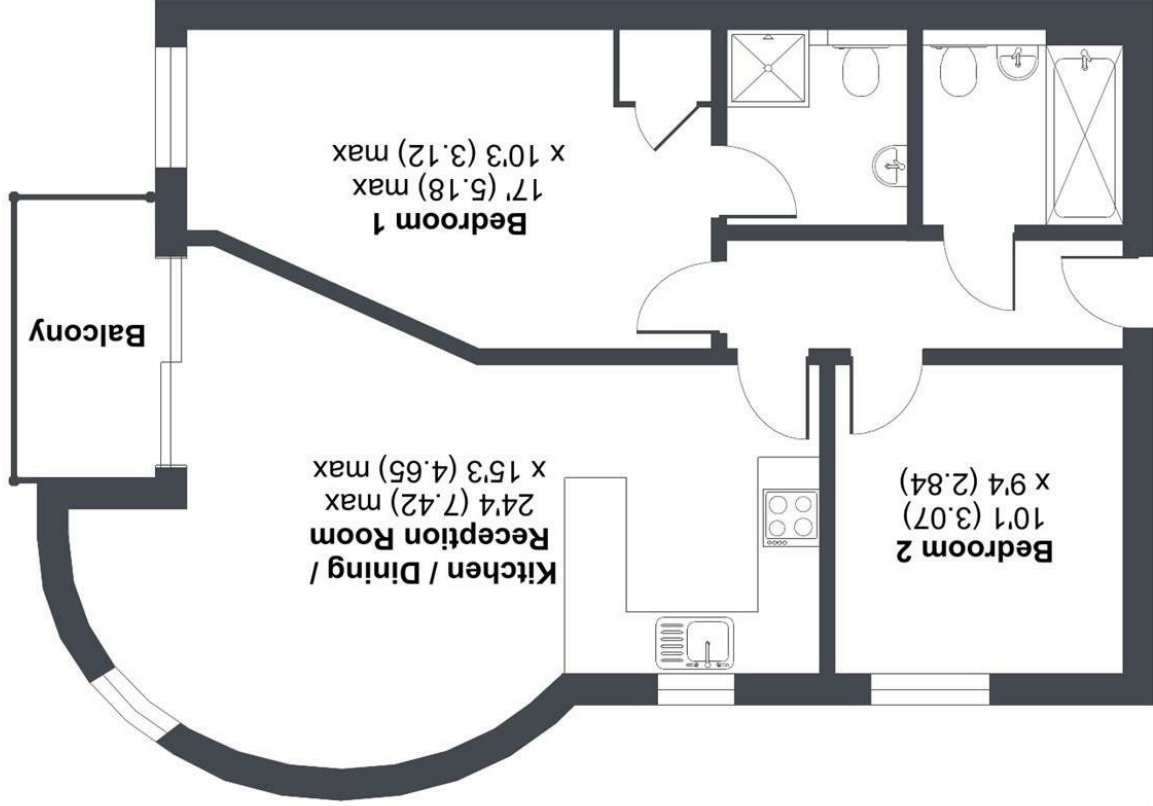 Kitchen / Dining /
Reception Room
24'4 (7.42) max
x 15'3 (4.65) max
Bedroom 2
10'1 (3.07)
x 9'4 (2.84)
Balcony
Bedroom 1
17' (5.18) max
x 10'3 (3.12) max